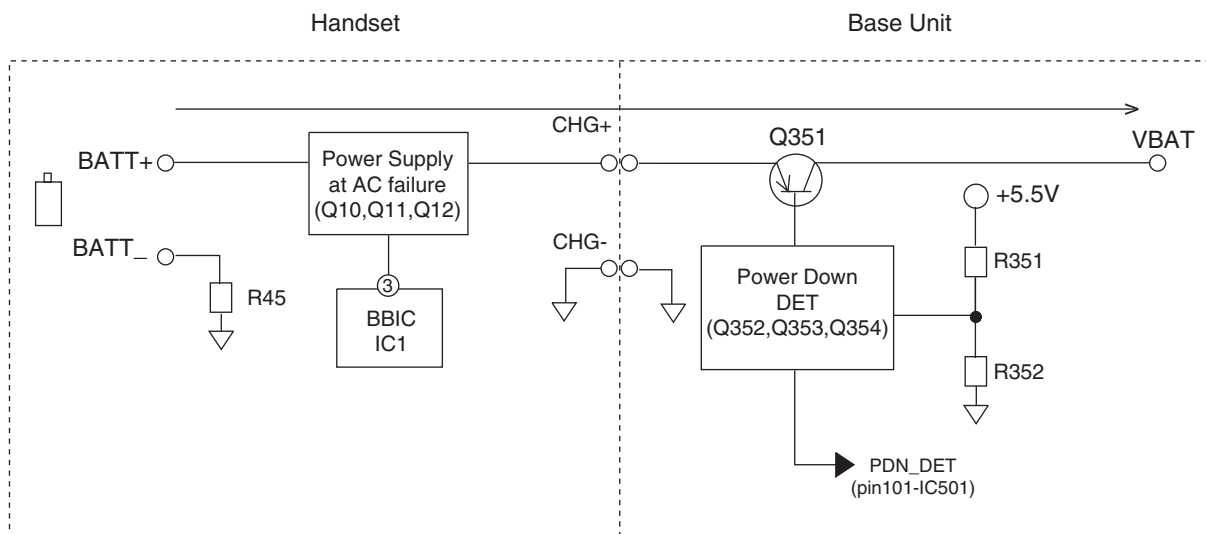 Handset
Base Unit
CHG+
Q351
VBAT
BATT+
Power Supply
at AC failure
(Q10,Q11,Q12)
+5.5V
BATT_
CHG-
R45
3
BBIC
IC1
Power Down
DET
(Q352,Q353,Q354)
R351
R352
PDN_DET
(pin101-IC501)